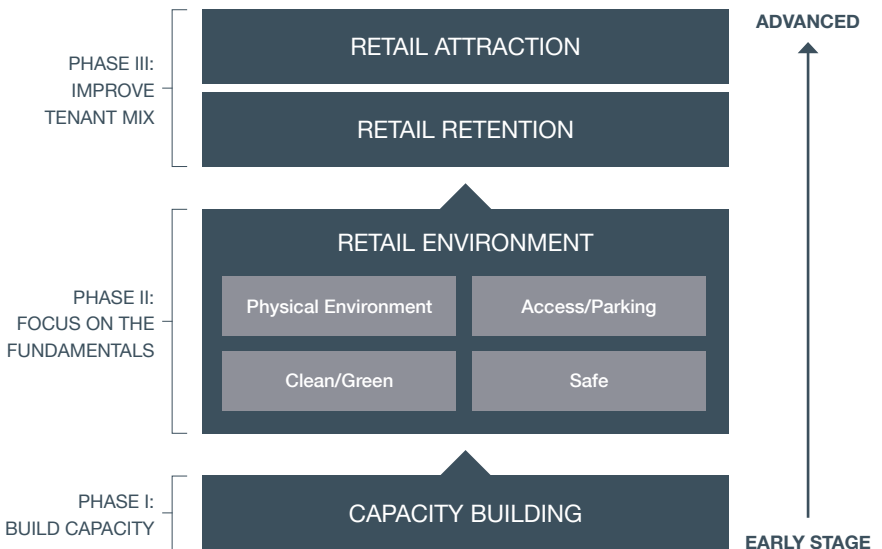 ADVANCED
PHASE III:
IMPROVE
TENANT MIX
RETAIL ATTRACTION
RETAIL RETENTION
PHASE II:
FOCUS ON THE
FUNDAMENTALS
RETAIL ENVIRONMENT
Physical Environment
Access/Parking
Clean/Green
Safe
PHASE I:
BUILD CAPACITY
CAPACITY BUILDING
EARLY STAGE